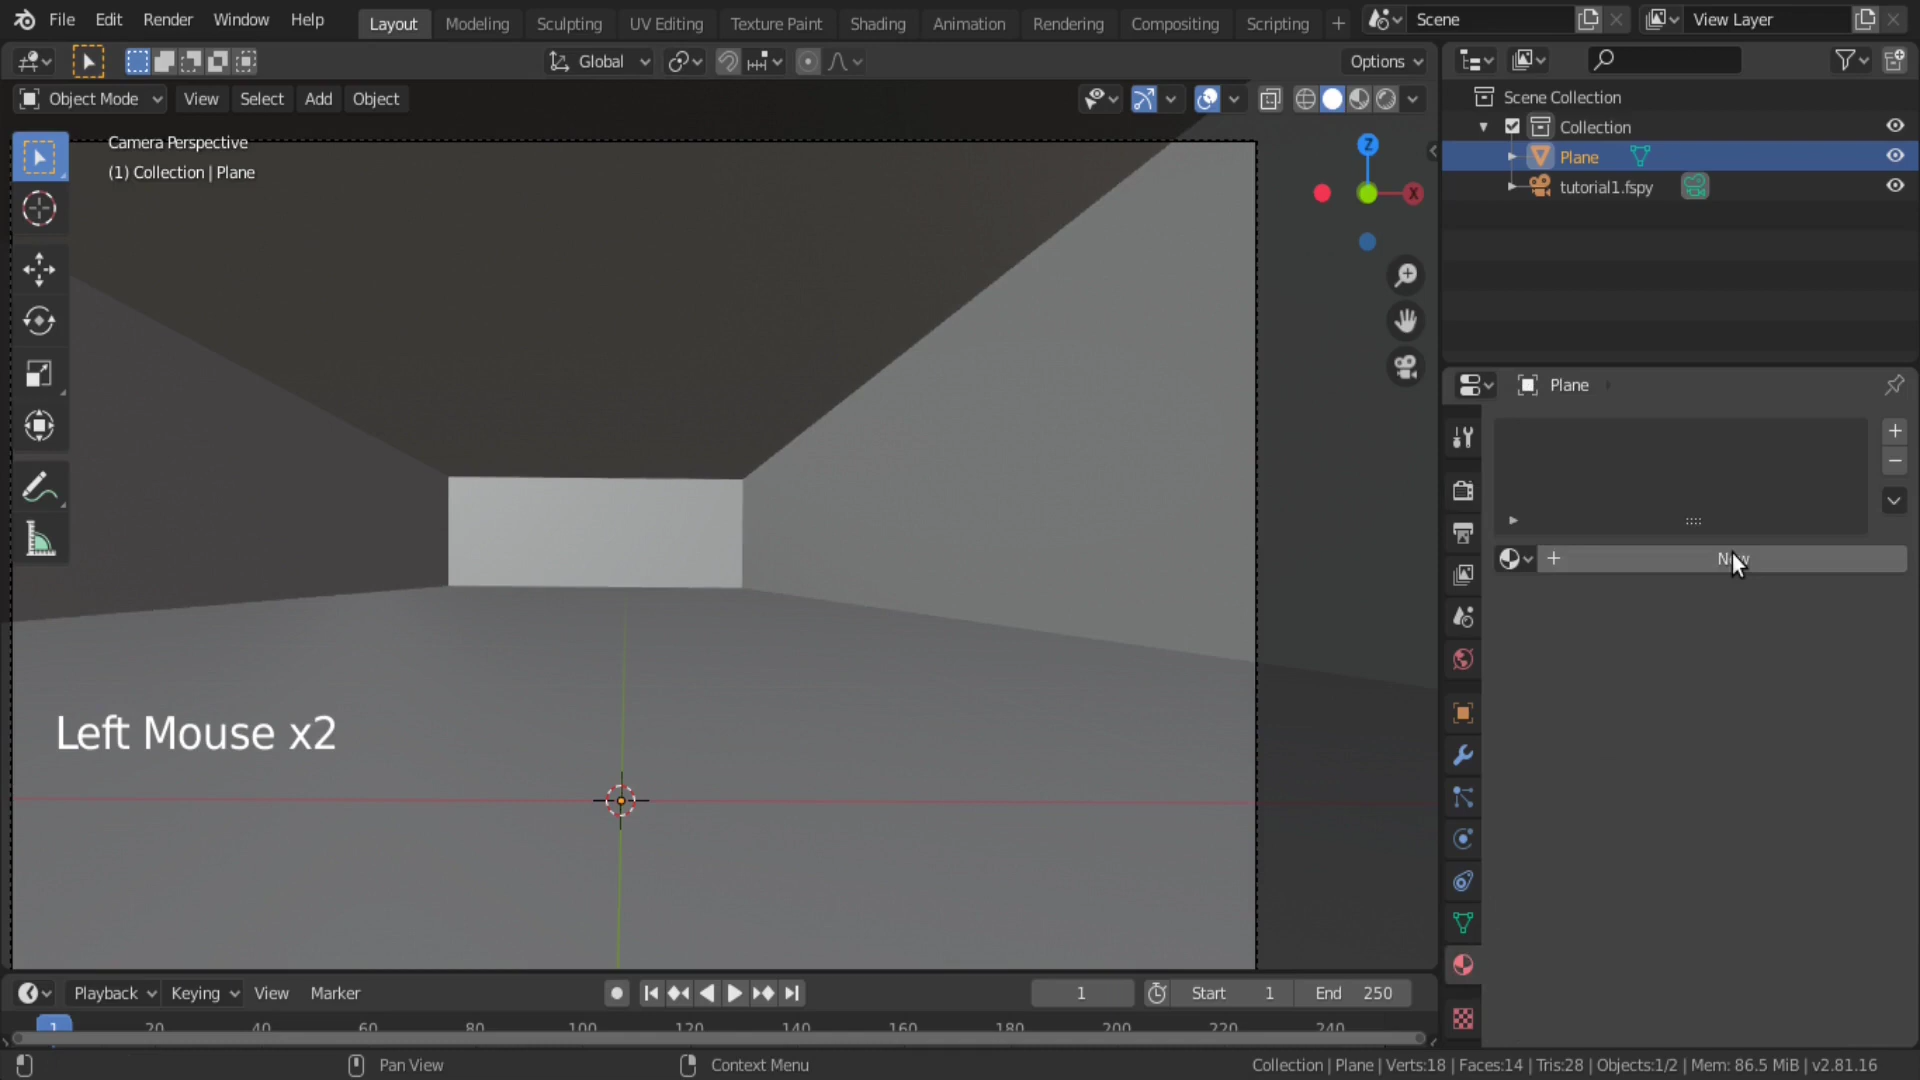 File Edit Render Window Help Layout Modeling Sculpting UV Editing Texture Paint Shading Animation Rendering Compositing Scripting + Scene View Layer
Global Options
Object Mode View Select Add Object
Camera Perspective
(1) Collection | Plane
Z
X
Scene Collection
Collection
Plane
tutorial1.fspy
Plane
New
Left Mouse x2
Playback Keying View Marker 1 Start 1 End 250
1 20 40 60 80 100 120 140 160 180 200 220 240
Pan View Context Menu Collection | Plane | Verts:18 | Faces:14 | Tris:28 | Objects:1/2 | Mem: 86.5 MiB | v2.81.16